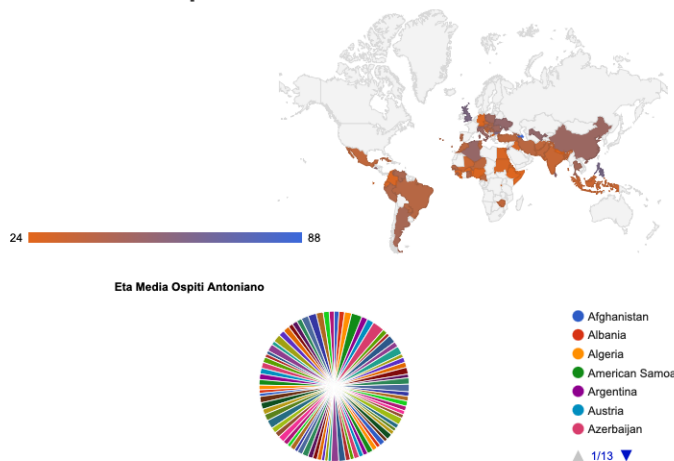 24
88
Eta Media Ospiti Antoniano
Afghanistan
Albania
Algeria
American Samoa
Argentina
Austria
Azerbaijan
1/13